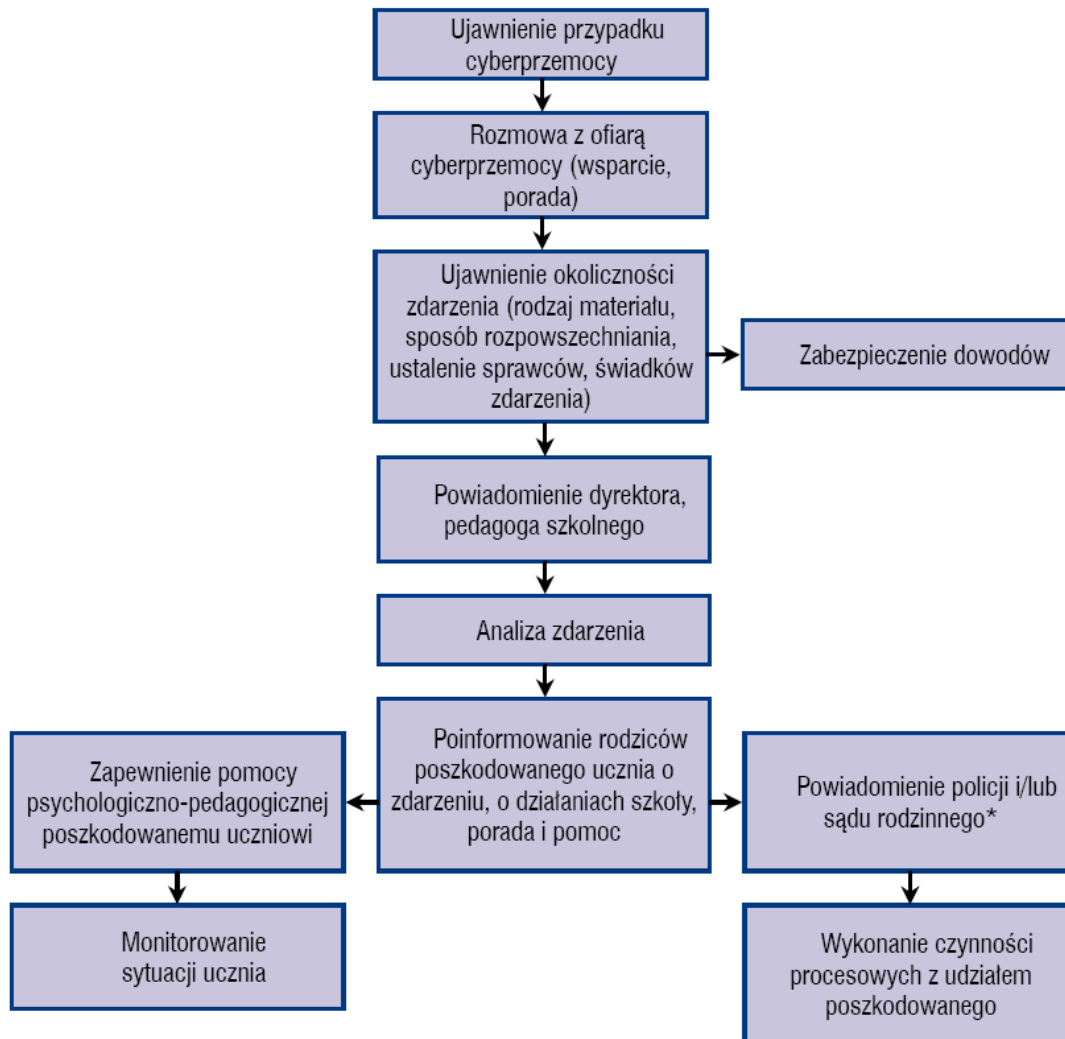 Ujawnienie przypadku
cyberprzemocy
Rozmowa z ofiarą
cyberprzemocy (wsparcie,
porada)
Ujawnienie okoliczności
zdarzenia (rodzaj materiału,
sposób rozpowszechniania,
ustalenie sprawców, świadków
zdarzenia)
Zabezpieczenie dowodów
Powiadomienie dyrektora,
pedagoga szkolnego
Analiza zdarzenia
Poinformowanie rodziców
poszkodowanego ucznia o
zdarzeniu, o działaniach szkoły,
porada i pomoc
Zapewnienie pomocy
psychologiczno-pedagogicznej
poszkodowanemu uczniowi
Powiadomienie policji i/lub
sądu rodzinnego*
Monitorowanie
sytuacji ucznia
Wykonanie czynności
procesowych z udziałem
poszkodowanego